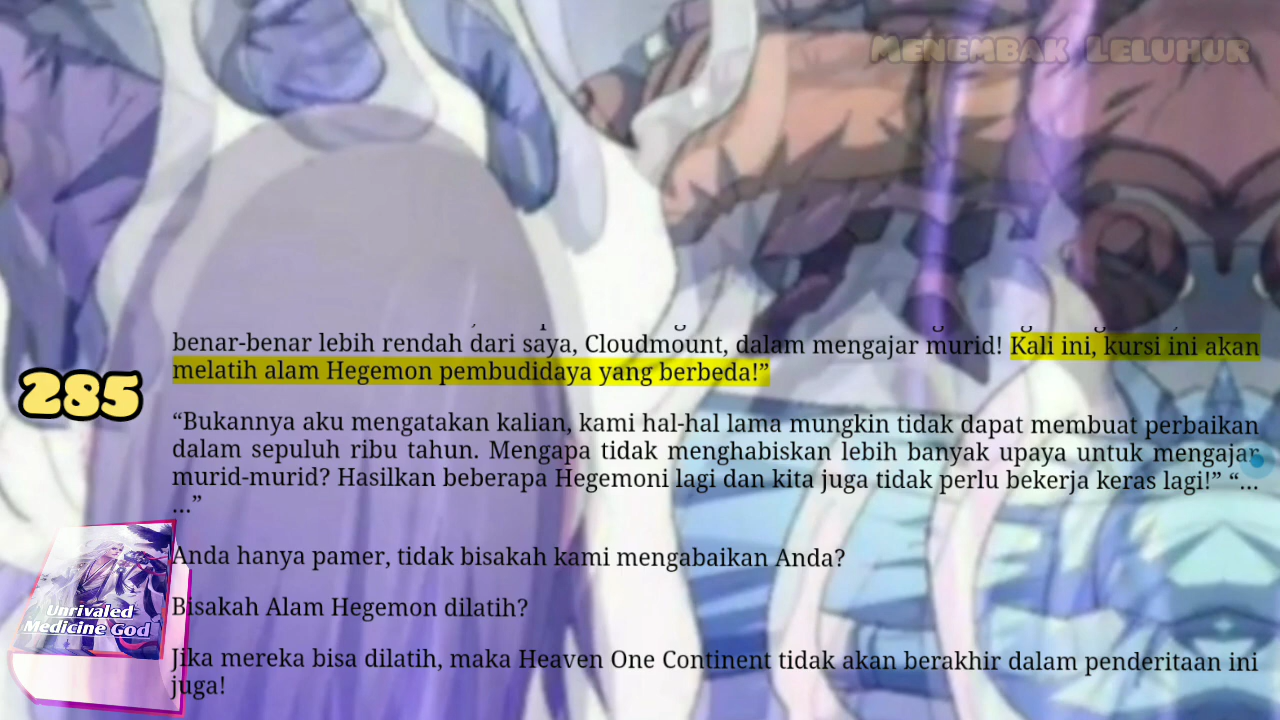 Menembak Leluhur
benar-benar lebih rendah dari saya, Cloudmount, dalam mengajar murid! Kali ini, kursi ini akan
melatih alam Hegemon pembudidaya yang berbeda!”
285
“Bukannya aku mengatakan kalian, kami hal-hal lama mungkin tidak dapat membuat perbaikan
dalam sepuluh ribu tahun. Mengapa tidak menghabiskan lebih banyak upaya untuk mengajar
murid-murid? Hasilkan beberapa Hegemoni lagi dan kita juga tidak perlu bekerja keras lagi!” “...
...”
Anda hanya pamer, tidak bisakah kami mengabaikan Anda?
Bisakah Alam Hegemon dilatih?
Unrivaled
Medicine God
Jika mereka bisa dilatih, maka Heaven One Continent tidak akan berakhir dalam penderitaan ini
juga!